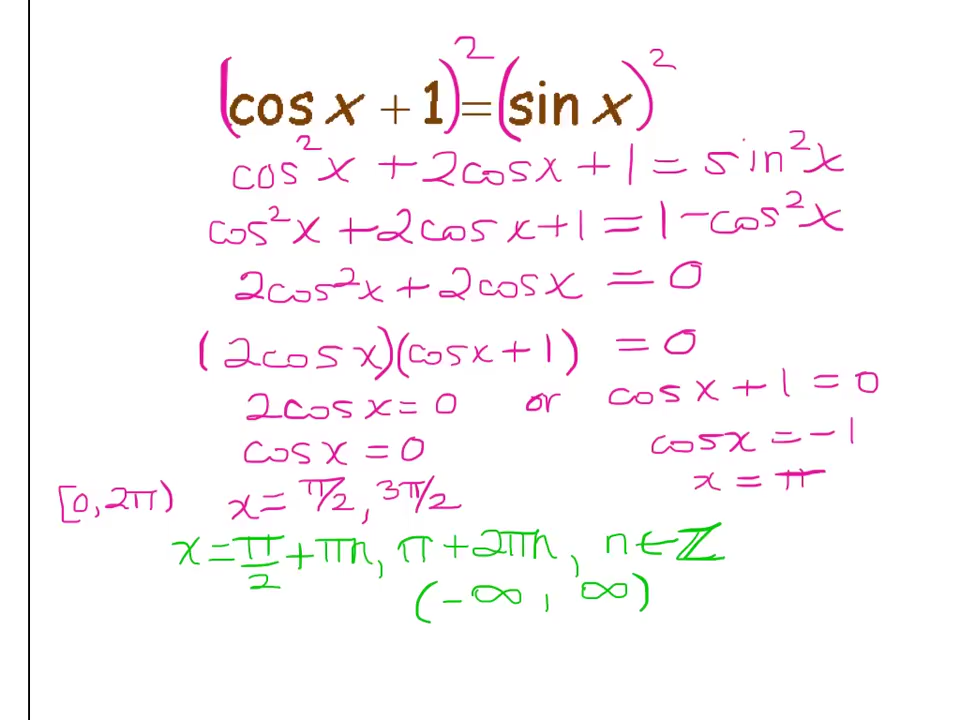 (cos x + 1)² = (sin x)²
cos²x + 2cosx + 1 = sin²x
cos²x + 2cosx + 1 = 1 - cos²x
2cos²x + 2cosx = 0
(2cosx)(cosx + 1) = 0
2cosx = 0 or cosx + 1 = 0
cosx = 0 cosx = -1
[0, 2π) x = π/2, 3π/2 x = π
x = π/2 + πn, π + 2πn, n ∈ ℤ
(-∞, ∞)